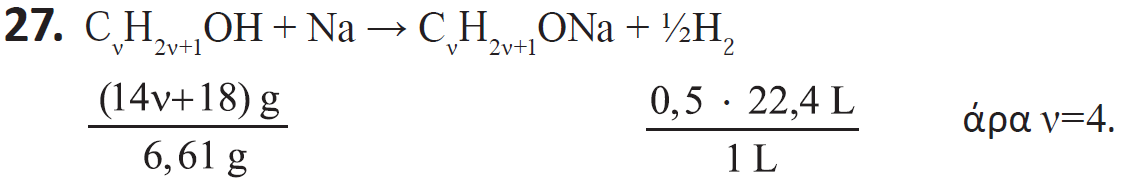 27. CνH2ν+1OH + Na → CνH2ν+1ONa + ½H2
(14ν+18) g 0,5 · 22,4 L
6,61 g 1 L άρα ν=4.